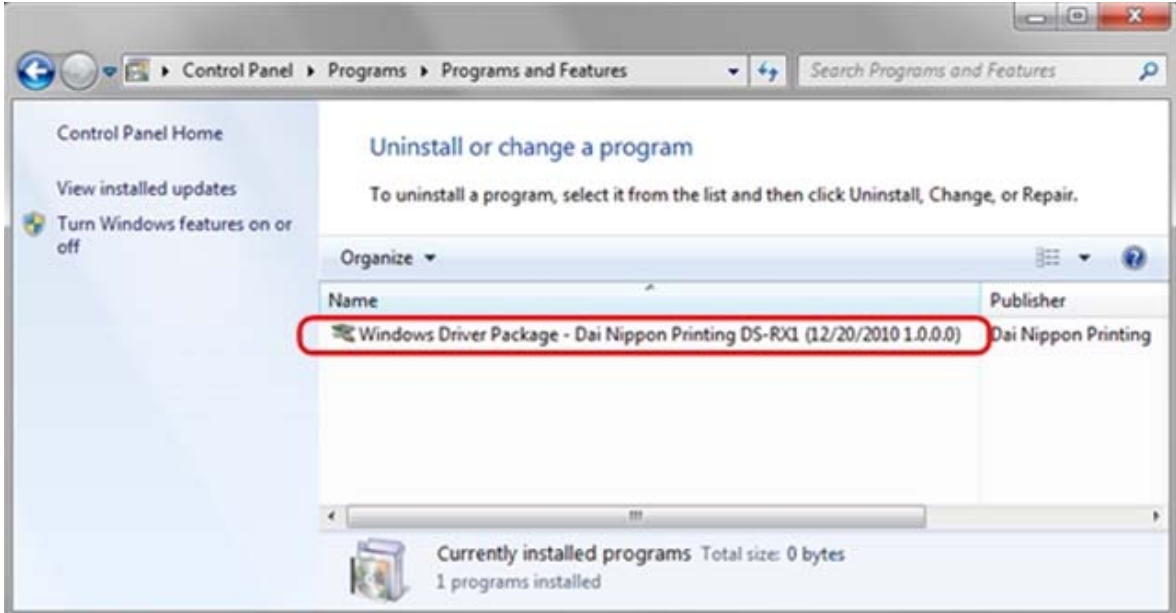 Control Panel ▸ Programs ▸ Programs and Features
Search Programs and Features
Control Panel Home
View installed updates
Turn Windows features on or
off
Uninstall or change a program
To uninstall a program, select it from the list and then click Uninstall, Change, or Repair.
Organize
Name Publisher
Windows Driver Package - Dai Nippon Printing DS-RX1 (12/20/2010 1.0.0.0) Dai Nippon Printing
Currently installed programs Total size: 0 bytes
1 programs installed